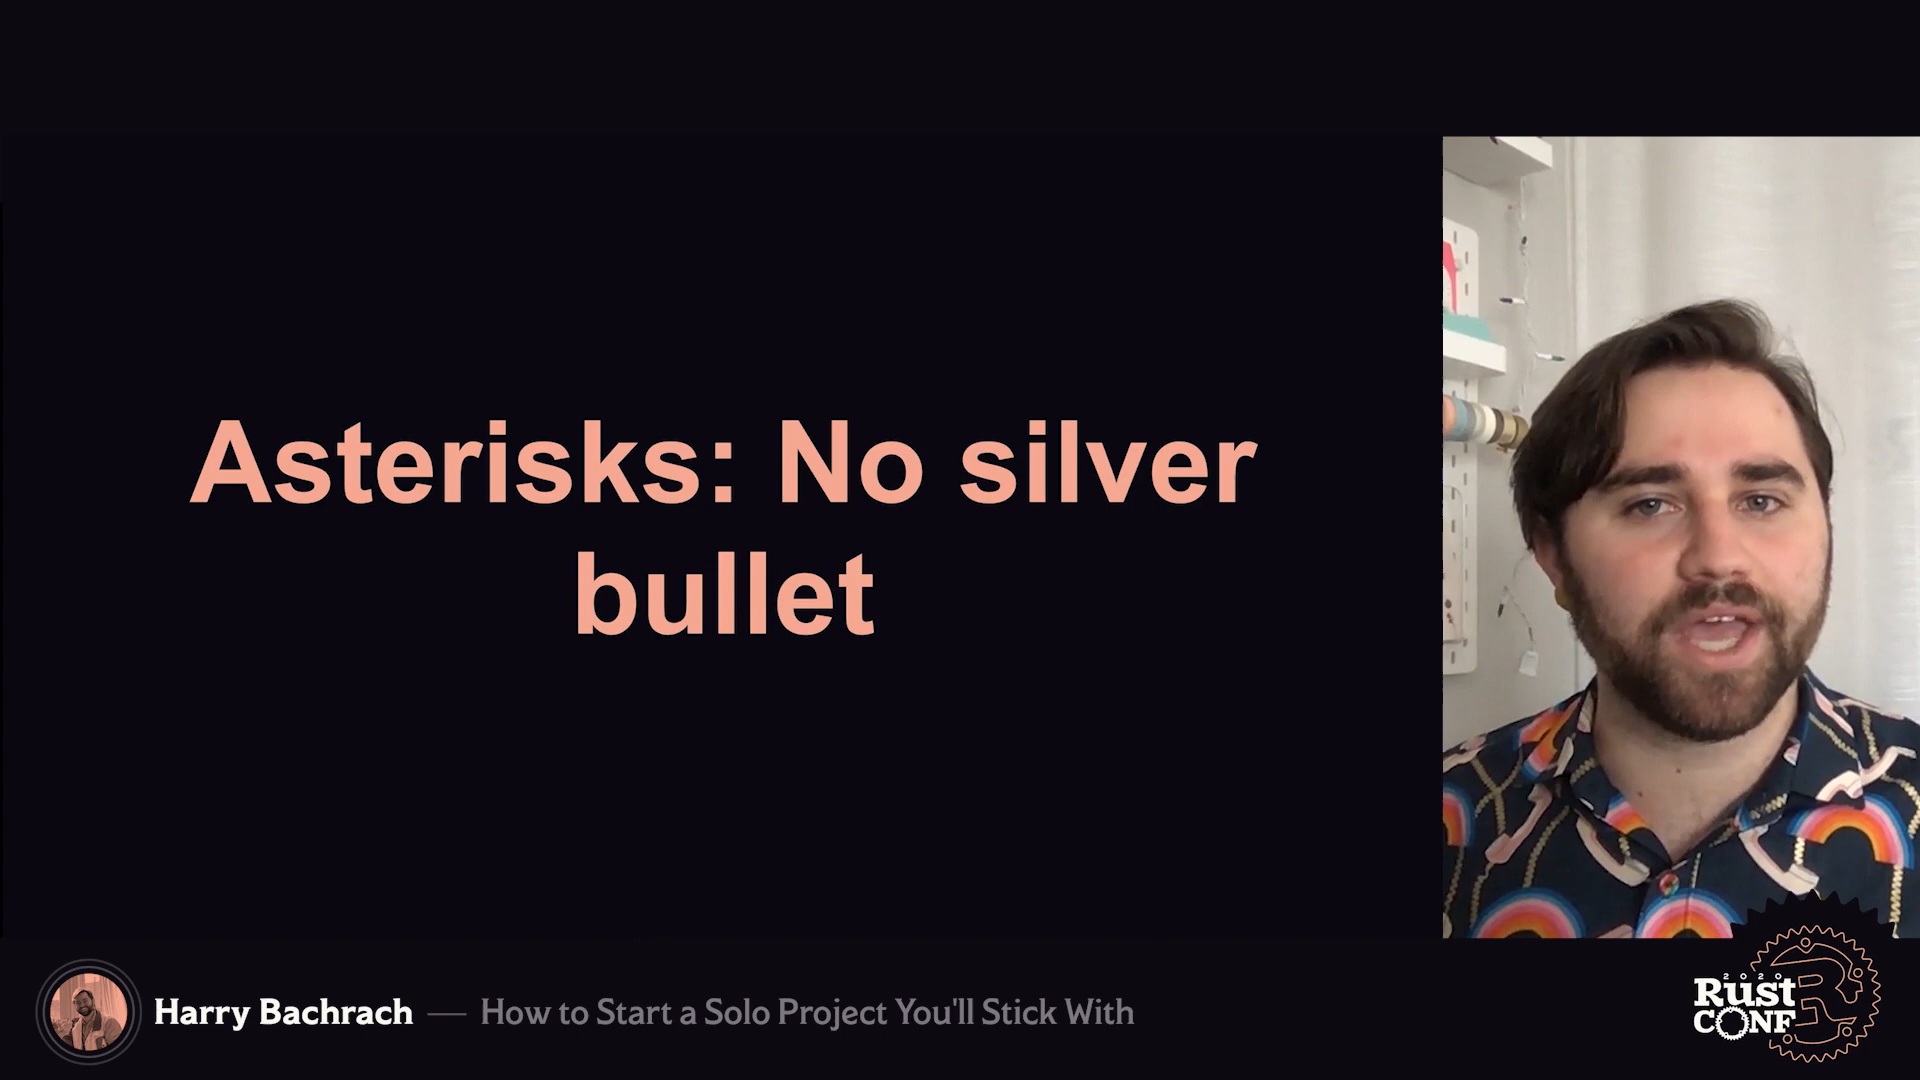 Asterisks: No silver
bullet
Harry Bachrach — How to Start a Solo Project You'll Stick With
2020
Rust
CONF